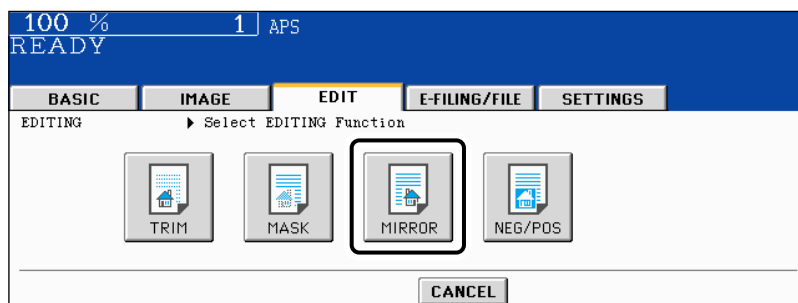 100 % 1 APS
READY
BASIC IMAGE EDIT E-FILING/FILE SETTINGS
EDITING ▶ Select EDITING Function
TRIM MASK MIRROR NEG/POS
CANCEL